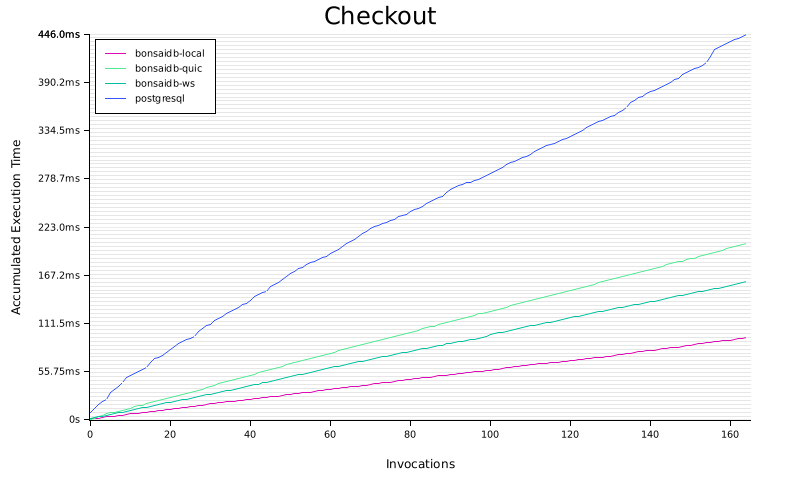 Checkout
446.0ms
390.2ms
334.5ms
278.7ms
223.0ms
167.2ms
111.5ms
55.75ms
0s
bonsaidb-local
bonsaidb-quic
bonsaidb-ws
postgresql
Accumulated Execution Time
0 20 40 60 80 100 120 140 160
Invocations